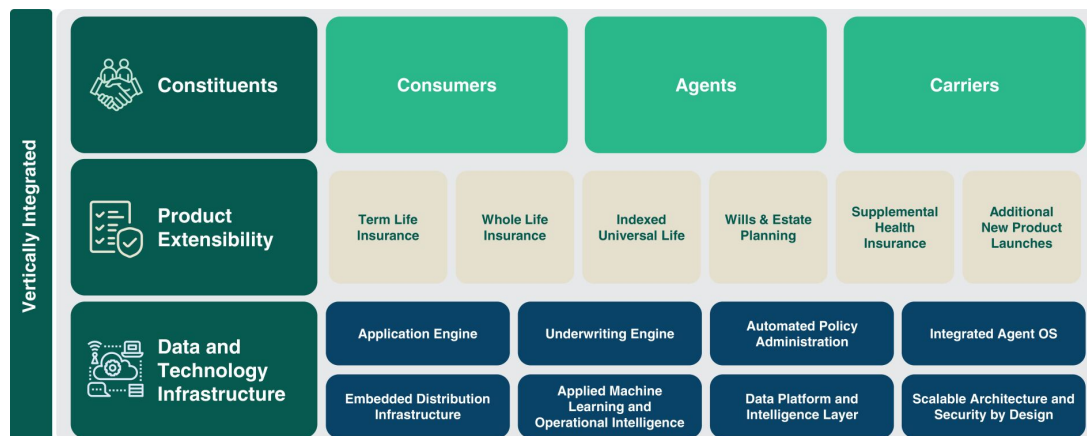 Vertically Integrated
Constituents
Consumers
Agents
Carriers
Product
Extensibility
Term Life
Insurance
Whole Life
Insurance
Indexed
Universal Life
Wills & Estate
Planning
Supplemental
Health
Insurance
Additional
New Product
Launches
Data and
Technology
Infrastructure
Application Engine
Underwriting Engine
Automated Policy
Administration
Integrated Agent OS
Embedded Distribution
Infrastructure
Applied Machine
Learning and
Operational Intelligence
Data Platform and
Intelligence Layer
Scalable Architecture and
Security by Design